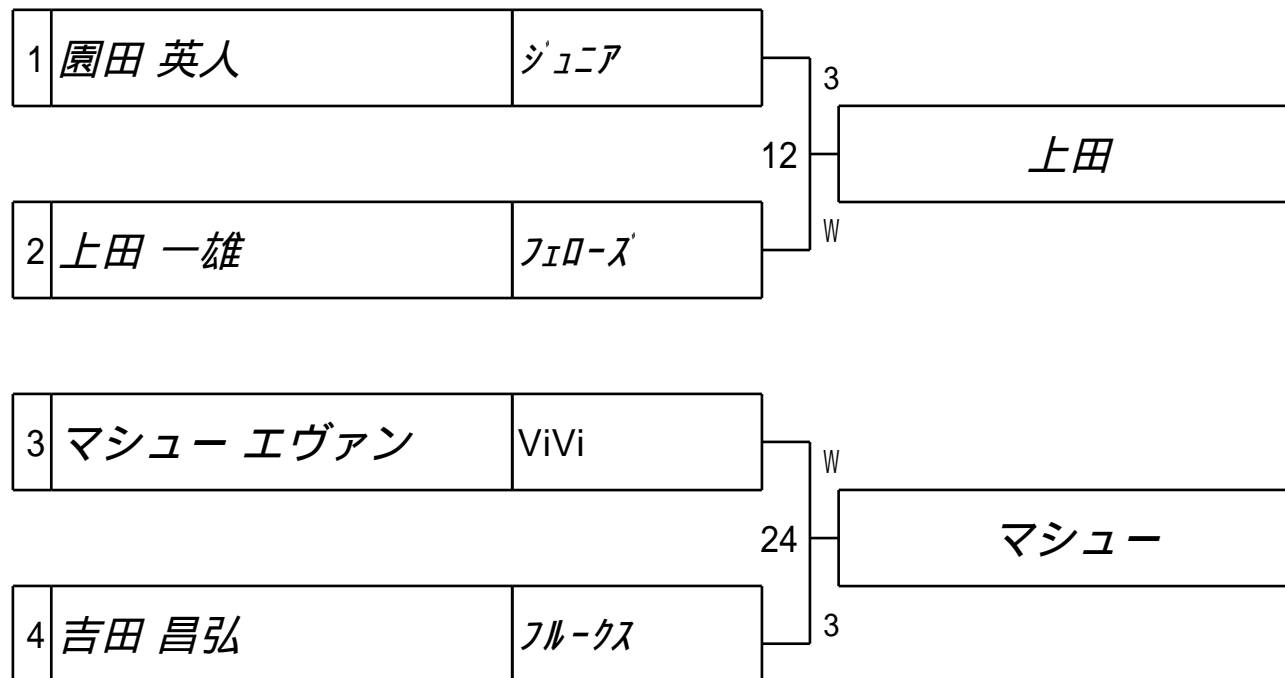 1 園田 英人 ｼﾞｭﾆｱ
3
12 上田
W
2 上田 一雄 ﾌｪﾛｰｽﾞ
3 マシュー エヴァン ViVi
W
24 マシュー
3
4 吉田 昌弘 ﾌﾙｰｸｽ